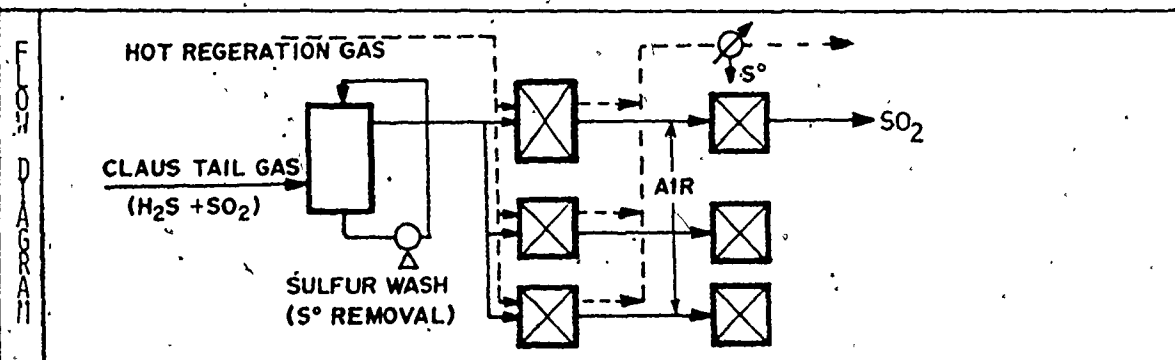 FLOW DIAGRAM
HOT REGERATION GAS
S°
SO₂
CLAUS TAIL GAS
(H₂S +SO₂)
AIR
SULFUR WASH
(S° REMOVAL)